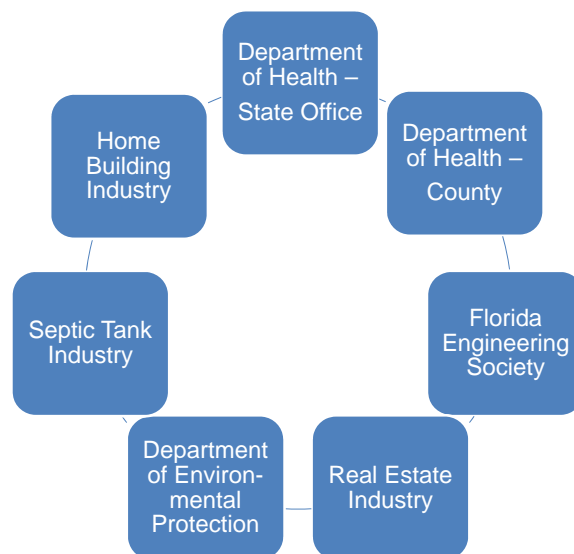 Department
of Health –
State Office
Department
of Health –
County
Florida
Engineering
Society
Real Estate
Industry
Department
of Environ-
mental
Protection
Septic Tank
Industry
Home
Building
Industry